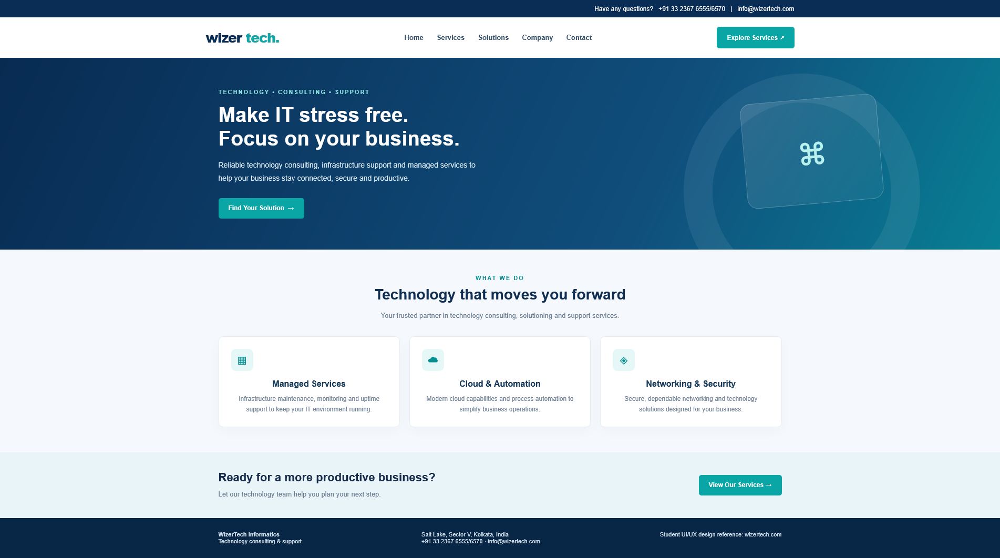 Have any questions? +91 33 2367 6555/6570 | info@wizertech.com
wizer tech.
Home Services Solutions Company Contact
Explore Services ↗
TECHNOLOGY • CONSULTING • SUPPORT
Make IT stress free.
Focus on your business.
Reliable technology consulting, infrastructure support and managed services to
help your business stay connected, secure and productive.
Find Your Solution →
WHAT WE DO
Technology that moves you forward
Your trusted partner in technology consulting, solutioning and support services.
Managed Services
Infrastructure maintenance, monitoring and uptime
support to keep your IT environment running.
Cloud & Automation
Modern cloud capabilities and process automation to
simplify business operations.
Networking & Security
Secure, dependable networking and technology
solutions designed for your business.
Ready for a more productive business?
Let our technology team help you plan your next step.
View Our Services →
WizerTech Informatics
Technology consulting & support
Salt Lake, Sector V, Kolkata, India
+91 33 2367 6555/6570 · info@wizertech.com
Student UI/UX design reference: wizertech.com